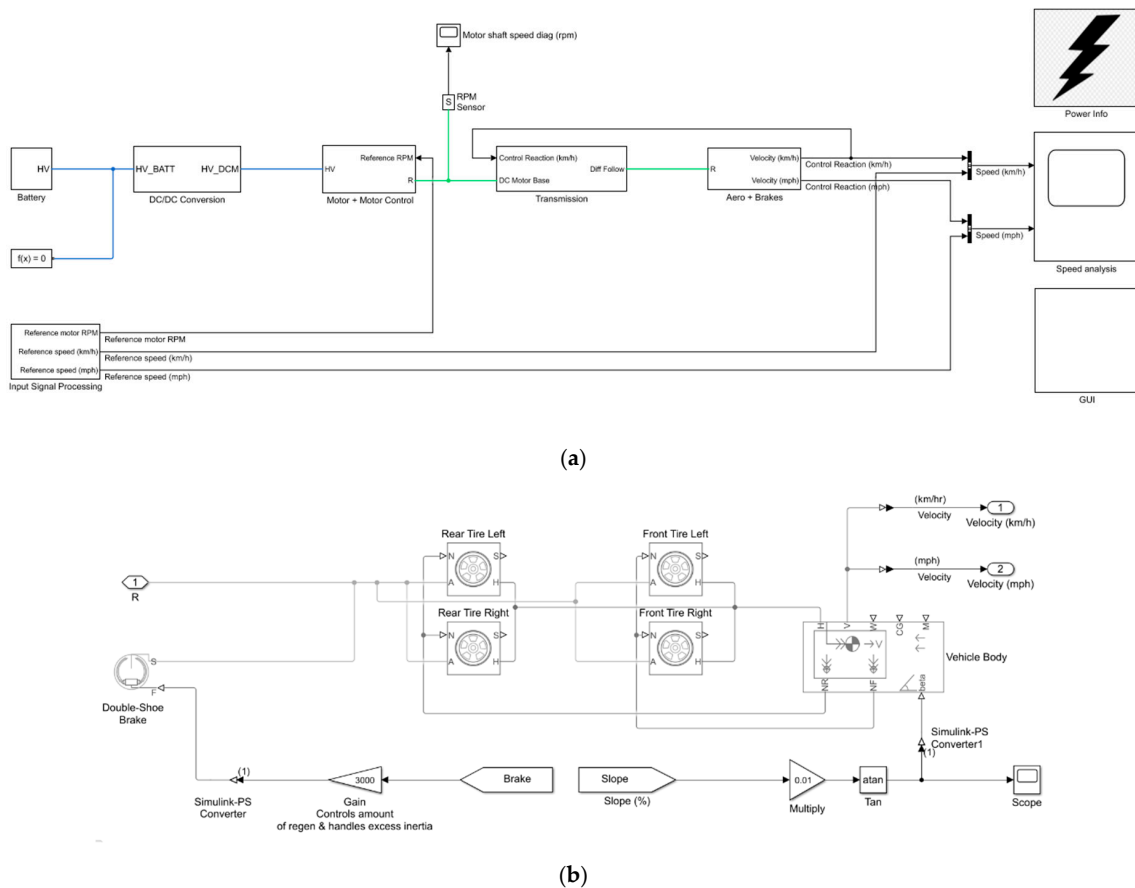 Motor shaft speed diag (rpm)
S
RPM
Sensor
Power Info
HV
Battery
HV_BATT
HV_DCM
DC/DC Conversion
Reference RPM
HV
R
Motor + Motor Control
Control Reaction (km/h)
DC Motor Base
Diff Follow
Transmission
R
Velocity (km/h)
Velocity (mph)
Aero + Brakes
Control Reaction (km/h)
Control Reaction (mph)
Speed (km/h)
Speed (mph)
Speed analysis
f(x) = 0
Reference motor RPM
Reference speed (km/h)
Reference speed (mph)
Input Signal Processing
Reference motor RPM
Reference speed (km/h)
Reference speed (mph)
GUI
(a)
Rear Tire Left
N
S
A
H
Front Tire Left
N
S
A
H
(km/hr)
Velocity
1
Velocity (km/h)
(mph)
Velocity
2
Velocity (mph)
1
R
Rear Tire Right
N
S
A
H
Front Tire Right
N
S
A
H
H
V
W
CG
M
V
NR
NF
beta
Vehicle Body
S
F
Double-Shoe
Brake
(1)
Simulink-PS
Converter
3000
Gain
Controls amount
of regen & handles excess inertia
Brake
Slope
Slope (%)
0.01
Multiply
atan
Tan
Simulink-PS
Converter1
(1)
Scope
(b)